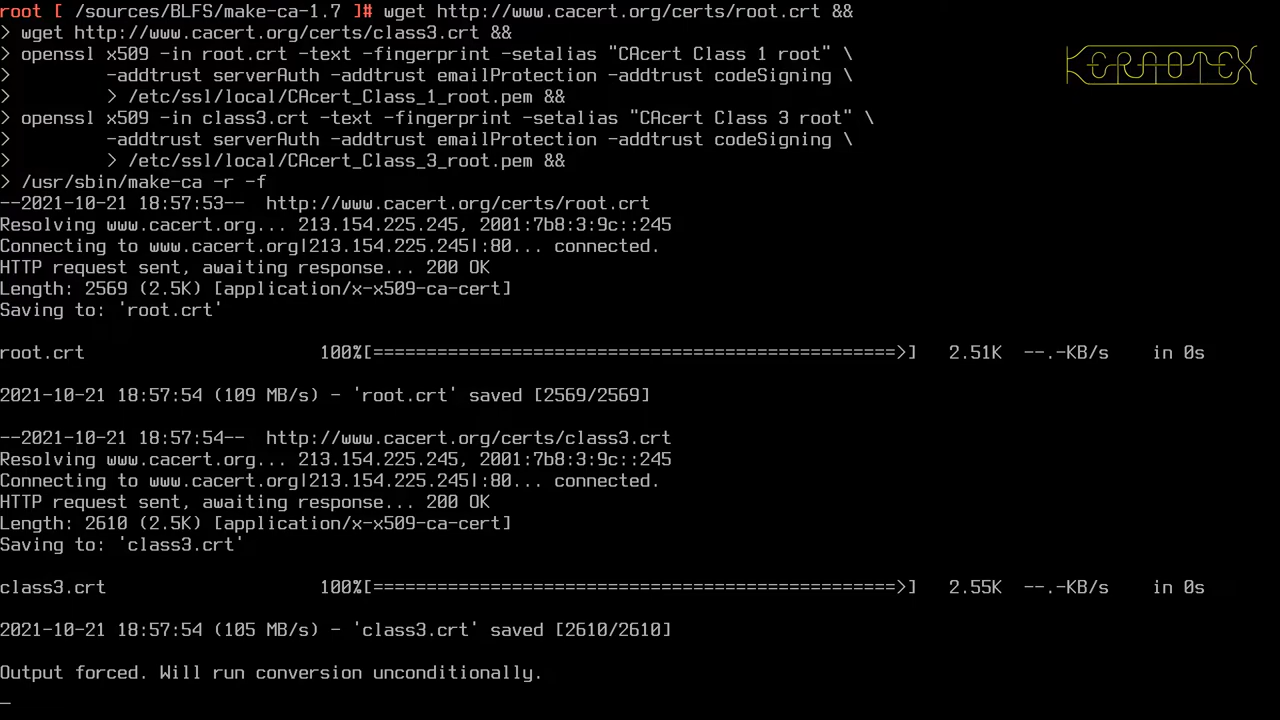 root [ /sources/BLFS/make-ca-1.7 ]# wget http://www.cacert.org/certs/root.crt &&
> wget http://www.cacert.org/certs/class3.crt &&
> openssl x509 -in root.crt -text -fingerprint -setalias "CAcert Class 1 root" \
>         -addtrust serverAuth -addtrust emailProtection -addtrust codeSigning \
>         > /etc/ssl/local/CAcert_Class_1_root.pem &&
> openssl x509 -in class3.crt -text -fingerprint -setalias "CAcert Class 3 root" \
>         -addtrust serverAuth -addtrust emailProtection -addtrust codeSigning \
>         > /etc/ssl/local/CAcert_Class_3_root.pem &&
> /usr/sbin/make-ca -r -f
--2021-10-21 18:57:53--  http://www.cacert.org/certs/root.crt
Resolving www.cacert.org... 213.154.225.245, 2001:7b8:3:9c::245
Connecting to www.cacert.org|213.154.225.245|:80... connected.
HTTP request sent, awaiting response... 200 OK
Length: 2569 (2.5K) [application/x-x509-ca-cert]
Saving to: 'root.crt'
root.crt                      100%[=================================================>]   2.51K  --.-KB/s    in 0s
2021-10-21 18:57:54 (109 MB/s) - 'root.crt' saved [2569/2569]
--2021-10-21 18:57:54--  http://www.cacert.org/certs/class3.crt
Resolving www.cacert.org... 213.154.225.245, 2001:7b8:3:9c::245
Connecting to www.cacert.org|213.154.225.245|:80... connected.
HTTP request sent, awaiting response... 200 OK
Length: 2610 (2.5K) [application/x-x509-ca-cert]
Saving to: 'class3.crt'
class3.crt                    100%[=================================================>]   2.55K  --.-KB/s    in 0s
2021-10-21 18:57:54 (105 MB/s) - 'class3.crt' saved [2610/2610]
Output forced. Will run conversion unconditionally.